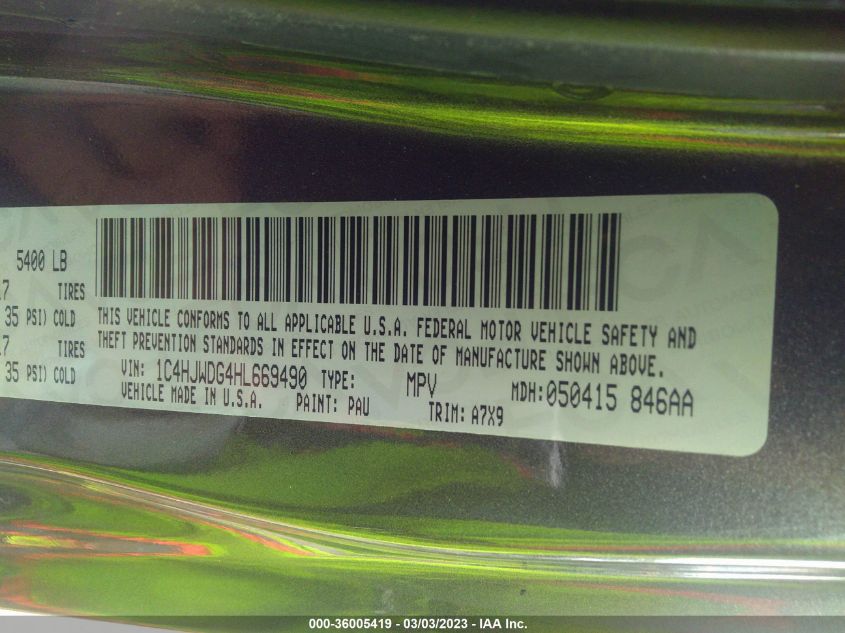 5400 LB
17 TIRES
35 PSI) COLD
17 TIRES
35 PSI) COLD
THIS VEHICLE CONFORMS TO ALL APPLICABLE U.S.A. FEDERAL MOTOR VEHICLE SAFETY AND
THEFT PREVENTION STANDARDS IN EFFECT ON THE DATE OF MANUFACTURE SHOWN ABOVE.
VIN: 1C4HJWDG4HL669490 TYPE: MPV MDH:050415 846AA
VEHICLE MADE IN U.S.A. PAINT: PAU TRIM: A7X9
000-36005419 - 03/03/2023 - IAA Inc.